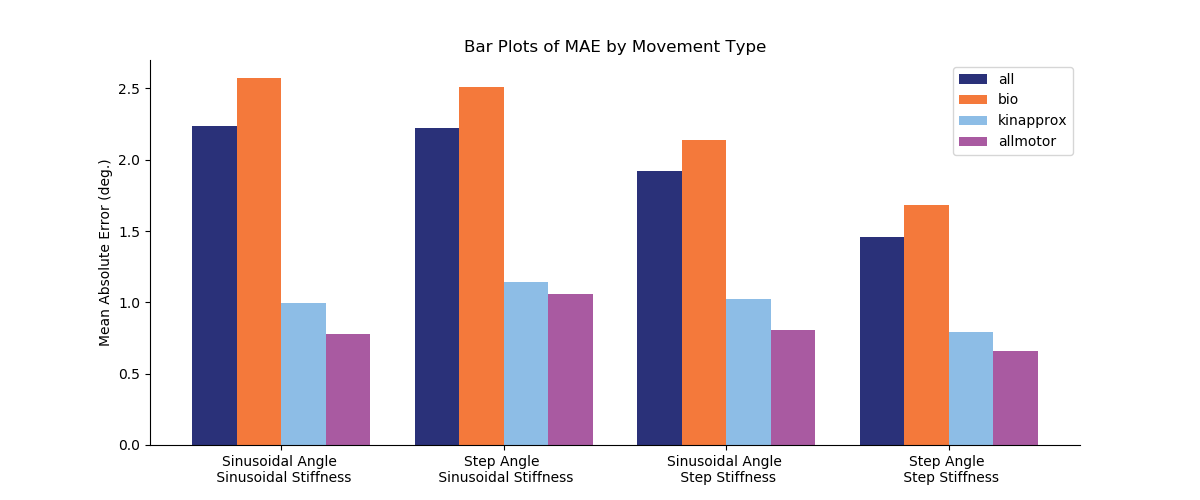 Bar Plots of MAE by Movement Type
all
bio
kinapprox
allmotor
Mean Absolute Error (deg.)
2.5
2.0
1.5
1.0
0.5
0.0
Sinusoidal Angle
Sinusoidal Stiffness
Step Angle
Sinusoidal Stiffness
Sinusoidal Angle
Step Stiffness
Step Angle
Step Stiffness